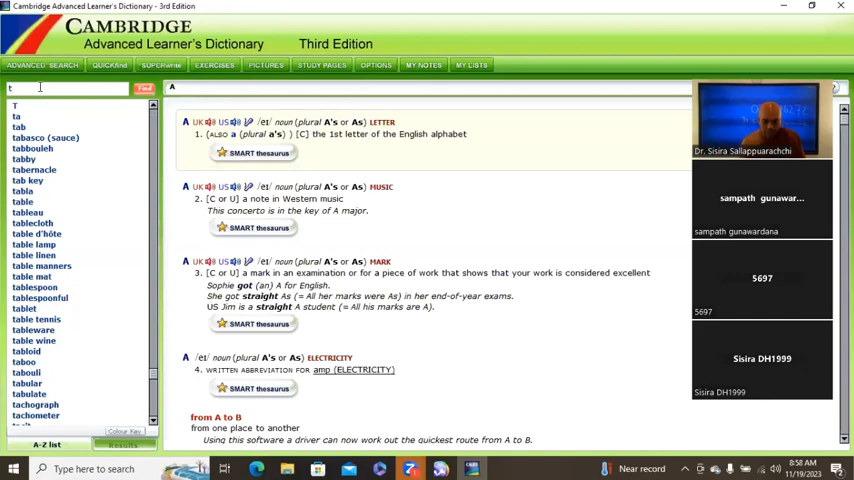 Cambridge Advanced Learner's Dictionary - 3rd Edition
CAMBRIDGE
Advanced Learner's Dictionary Third Edition
ADVANCED SEARCH QUICKfind SUPERwrite EXERCISES PICTURES STUDY PAGES OPTIONS MY NOTES MY LISTS
t Find
T
ta
tab
tabasco (sauce)
tabbouleh
tabby
tabernacle
tab key
tabla
table
tableau
tablecloth
table d'hôte
table lamp
table linen
table manners
table mat
tablespoon
tablespoonful
tablet
table tennis
tableware
table wine
tabloid
taboo
tabouli
tabular
tabulate
tachograph
tachometer
Colour Key
A-Z list Results
A
A UK US /eɪ/ noun (plural A's or As) LETTER
1. (ALSO a (plural a's) ) [C] the 1st letter of the English alphabet
SMART thesaurus
A UK US /eɪ/ noun (plural A's or As) MUSIC
2. [C or U] a note in Western music
This concerto is in the key of A major.
SMART thesaurus
A UK US /eɪ/ noun (plural A's or As) MARK
3. [C or U] a mark in an examination or for a piece of work that shows that your work is considered excellent
Sophie got (an) A for English.
She got straight As (= All her marks were As) in her end-of-year exams.
US Jim is a straight A student (= All his marks are A).
SMART thesaurus
A /eɪ/ noun (plural A's or As) ELECTRICITY
4. WRITTEN ABBREVIATION FOR amp (ELECTRICITY)
SMART thesaurus
from A to B
from one place to another
Using this software a driver can now work out the quickest route from A to B.
Dr. Sisira Sallappuarachchi
sampath gunawar...
sampath gunawardana
5697
5697
Sisira DH1999
Sisira DH1999
Type here to search
Near record
8:58 AM
11/19/2023